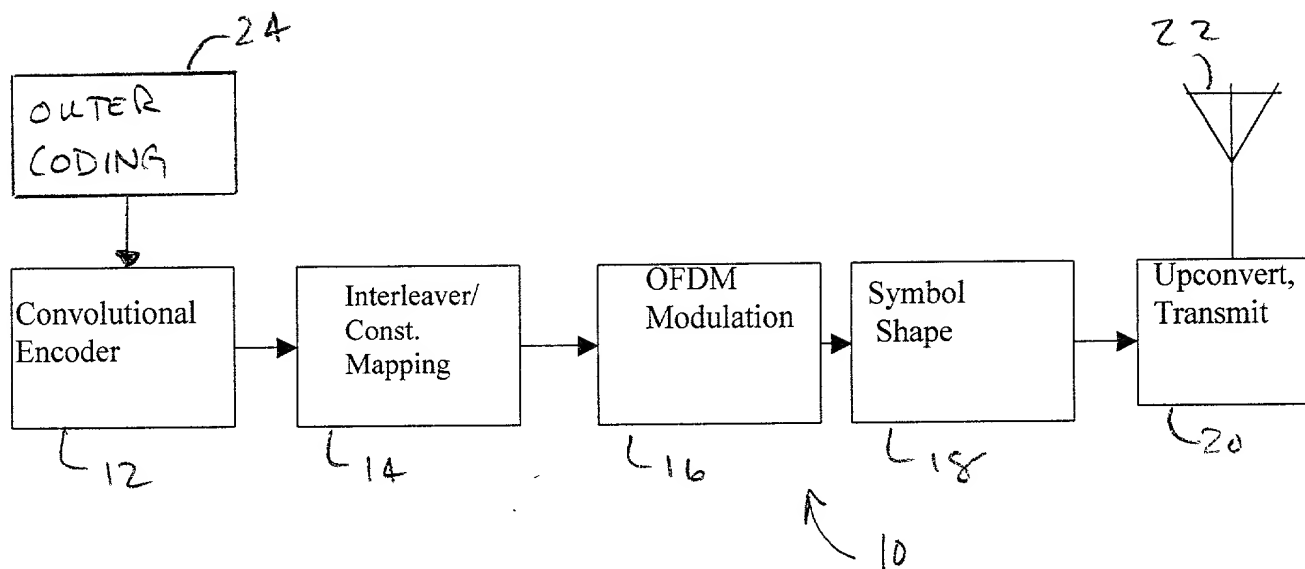 24
OUTER
CODING
22
Convolutional
Encoder
Interleaver/
Const.
Mapping
OFDM
Modulation
Symbol
Shape
Upconvert,
Transmit
12
14
16
18
20
10